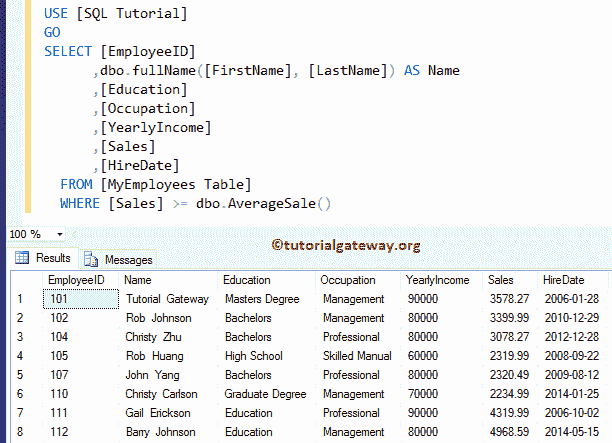 USE [SQL Tutorial]
GO
SELECT [EmployeeID]
,dbo.fullName([FirstName], [LastName]) AS Name
,[Education]
,[Occupation]
,[YearlyIncome]
,[Sales]
,[HireDate]
FROM [MyEmployees Table]
WHERE [Sales] >= dbo.AverageSale()
100 %
©tutorialgateway.org
Results Messages
EmployeeID Name Education Occupation YearlyIncome Sales HireDate
1 101 Tutorial Gateway Masters Degree Management 90000 3578.27 2006-01-28
2 102 Rob Johnson Bachelors Management 80000 3399.99 2010-12-29
3 104 Christy Zhu Bachelors Professional 80000 3078.27 2012-12-28
4 105 Rob Huang High School Skilled Manual 60000 2319.99 2008-09-22
5 107 John Yang Bachelors Professional 80000 2320.49 2009-08-12
6 110 Christy Carlson Graduate Degree Management 70000 2234.99 2014-01-25
7 111 Gail Erickson Education Professional 90000 4319.99 2006-10-02
8 112 Barry Johnson Education Management 80000 4968.59 2014-05-15